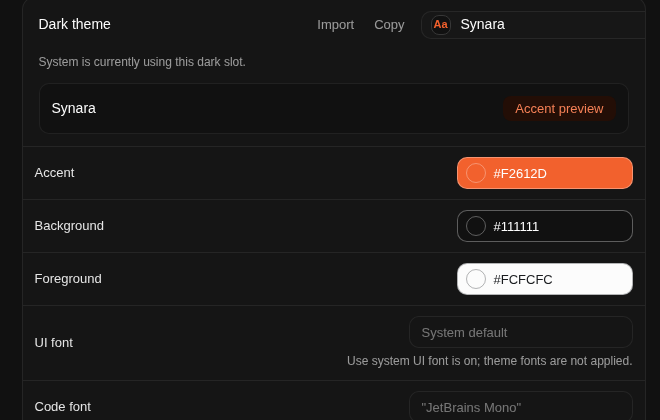 Dark theme
Import
Copy
Aa
Synara
System is currently using this dark slot.
Synara
Accent preview
Accent
#F2612D
Background
#111111
Foreground
#FCFCFC
UI font
System default
Use system UI font is on; theme fonts are not applied.
Code font
"JetBrains Mono"